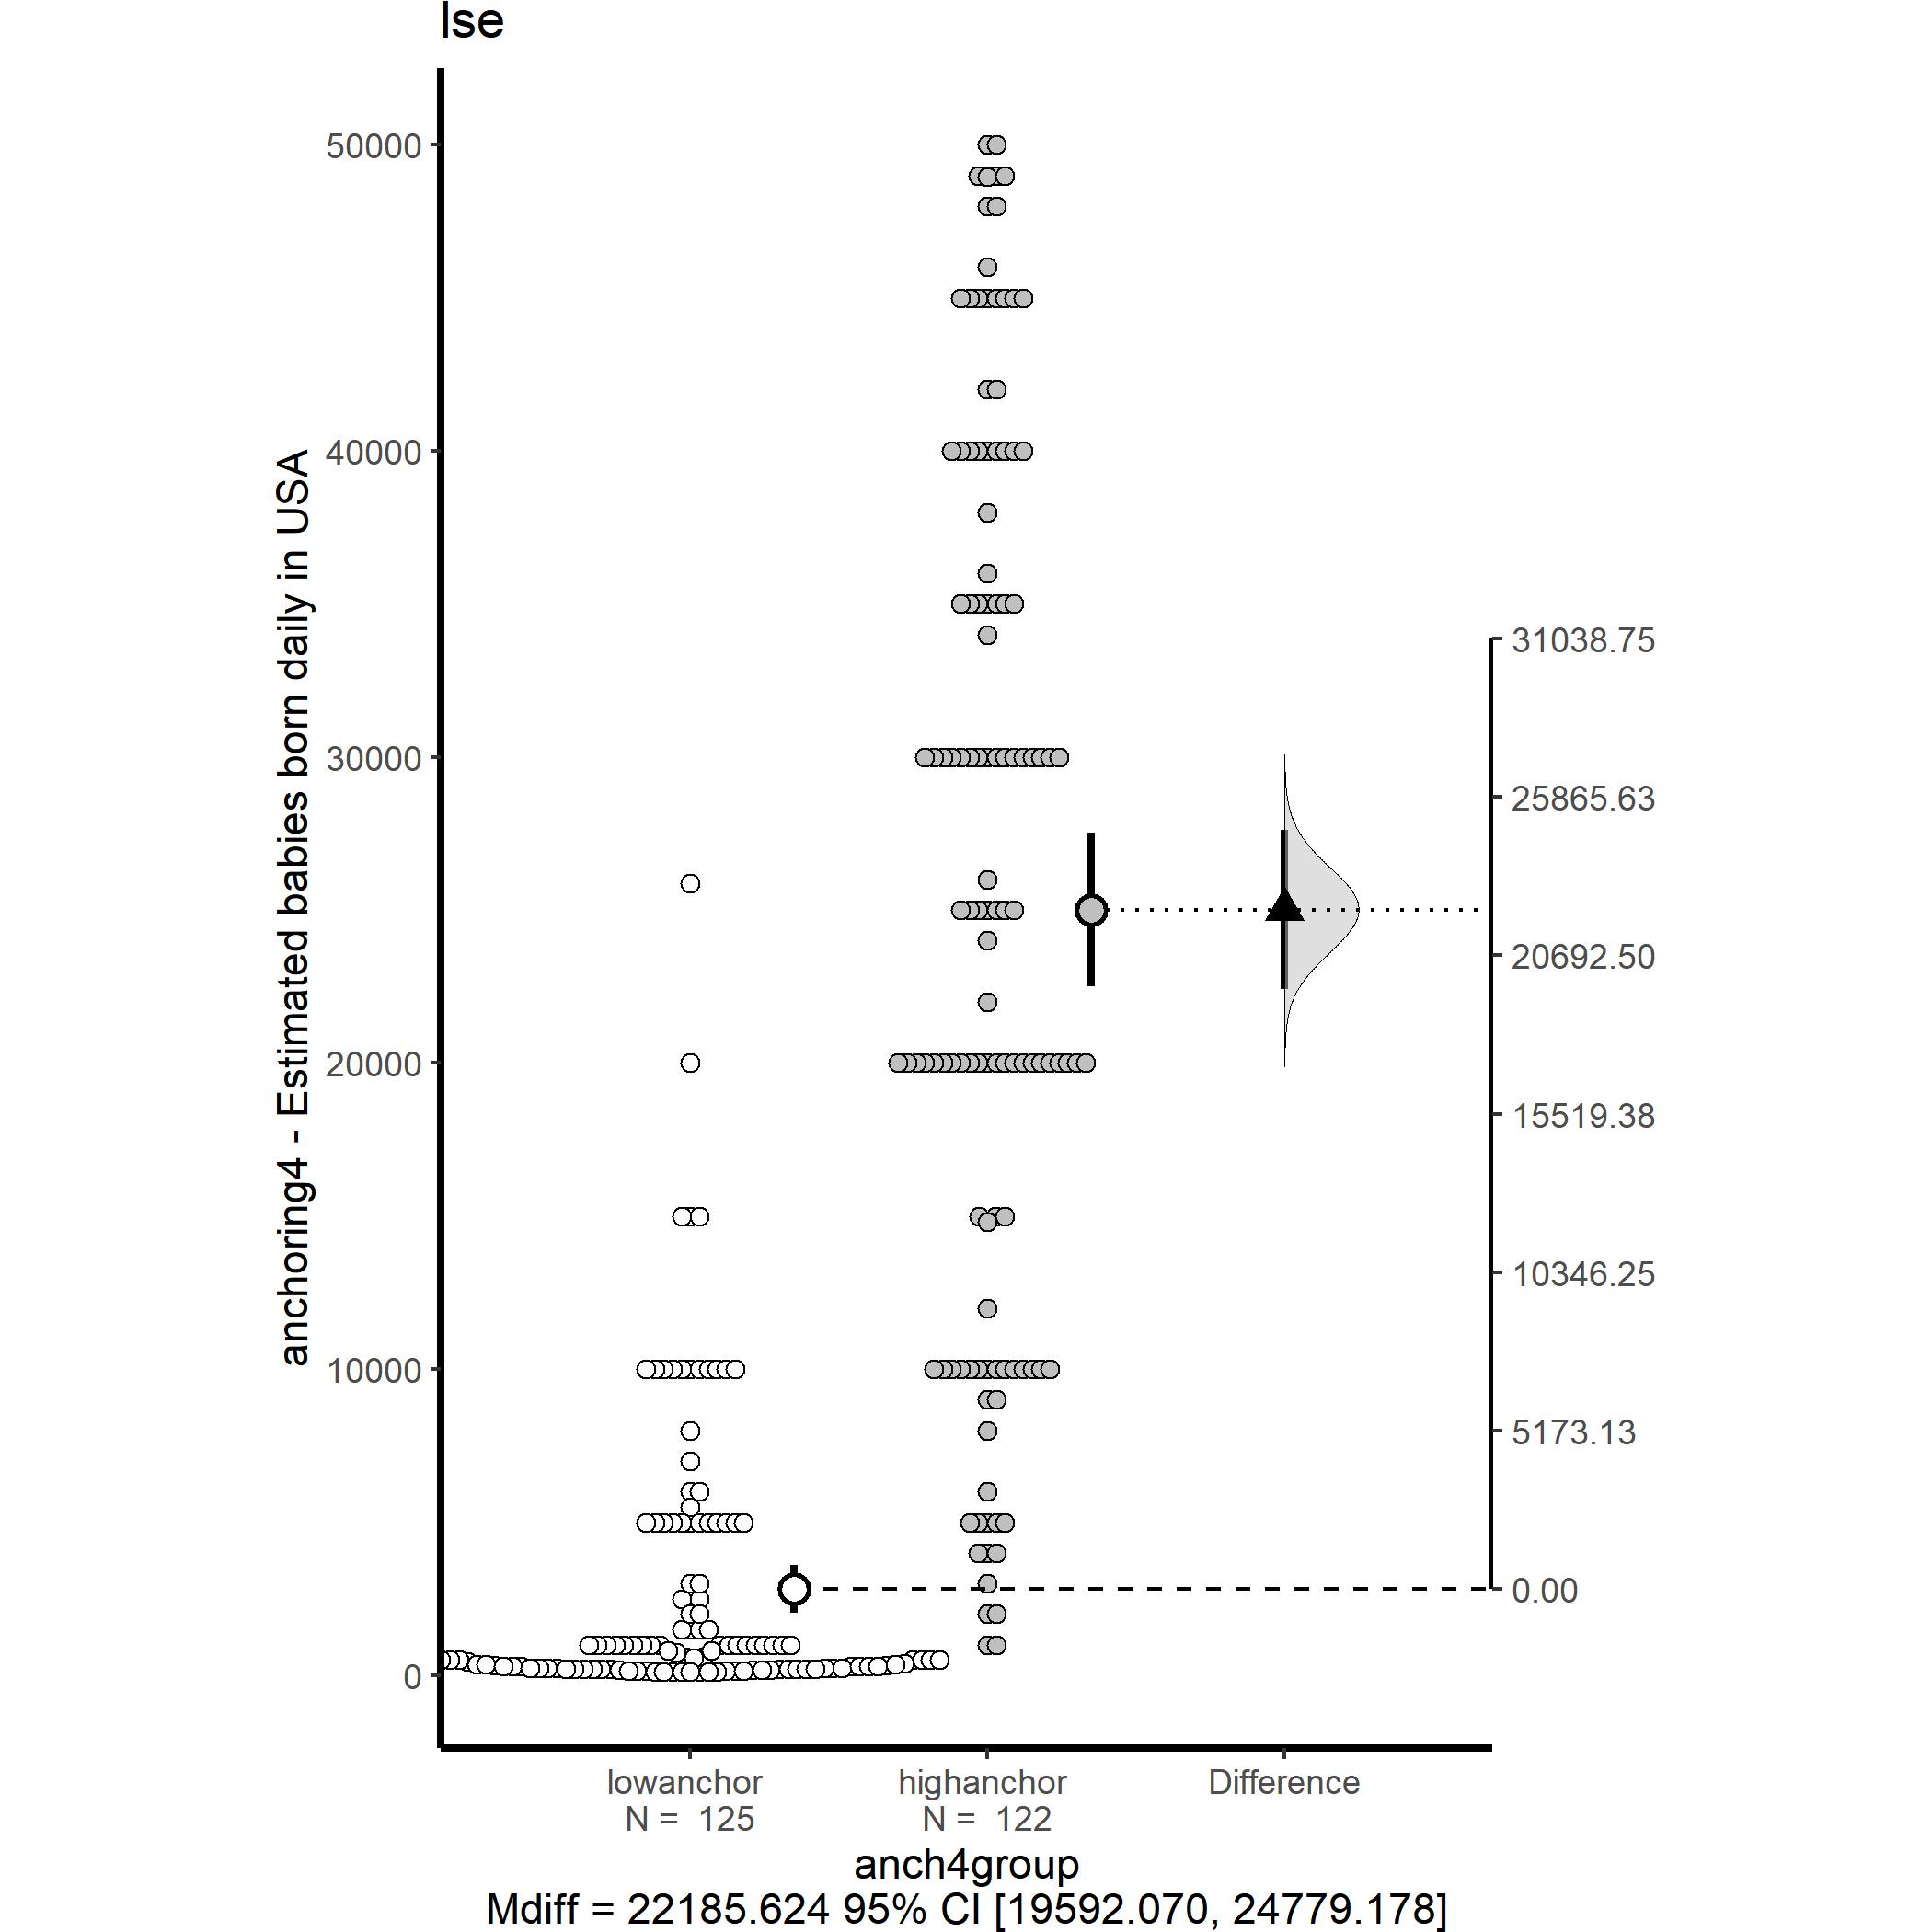 lse
anchoring4 - Estimated babies born daily in USA
50000
40000
30000
20000
10000
0
31038.75
25865.63
20692.50
15519.38
10346.25
5173.13
0.00
lowanchor
N =  125
highanchor
N =  122
Difference
anch4group
Mdiff = 22185.624 95% CI [19592.070, 24779.178]